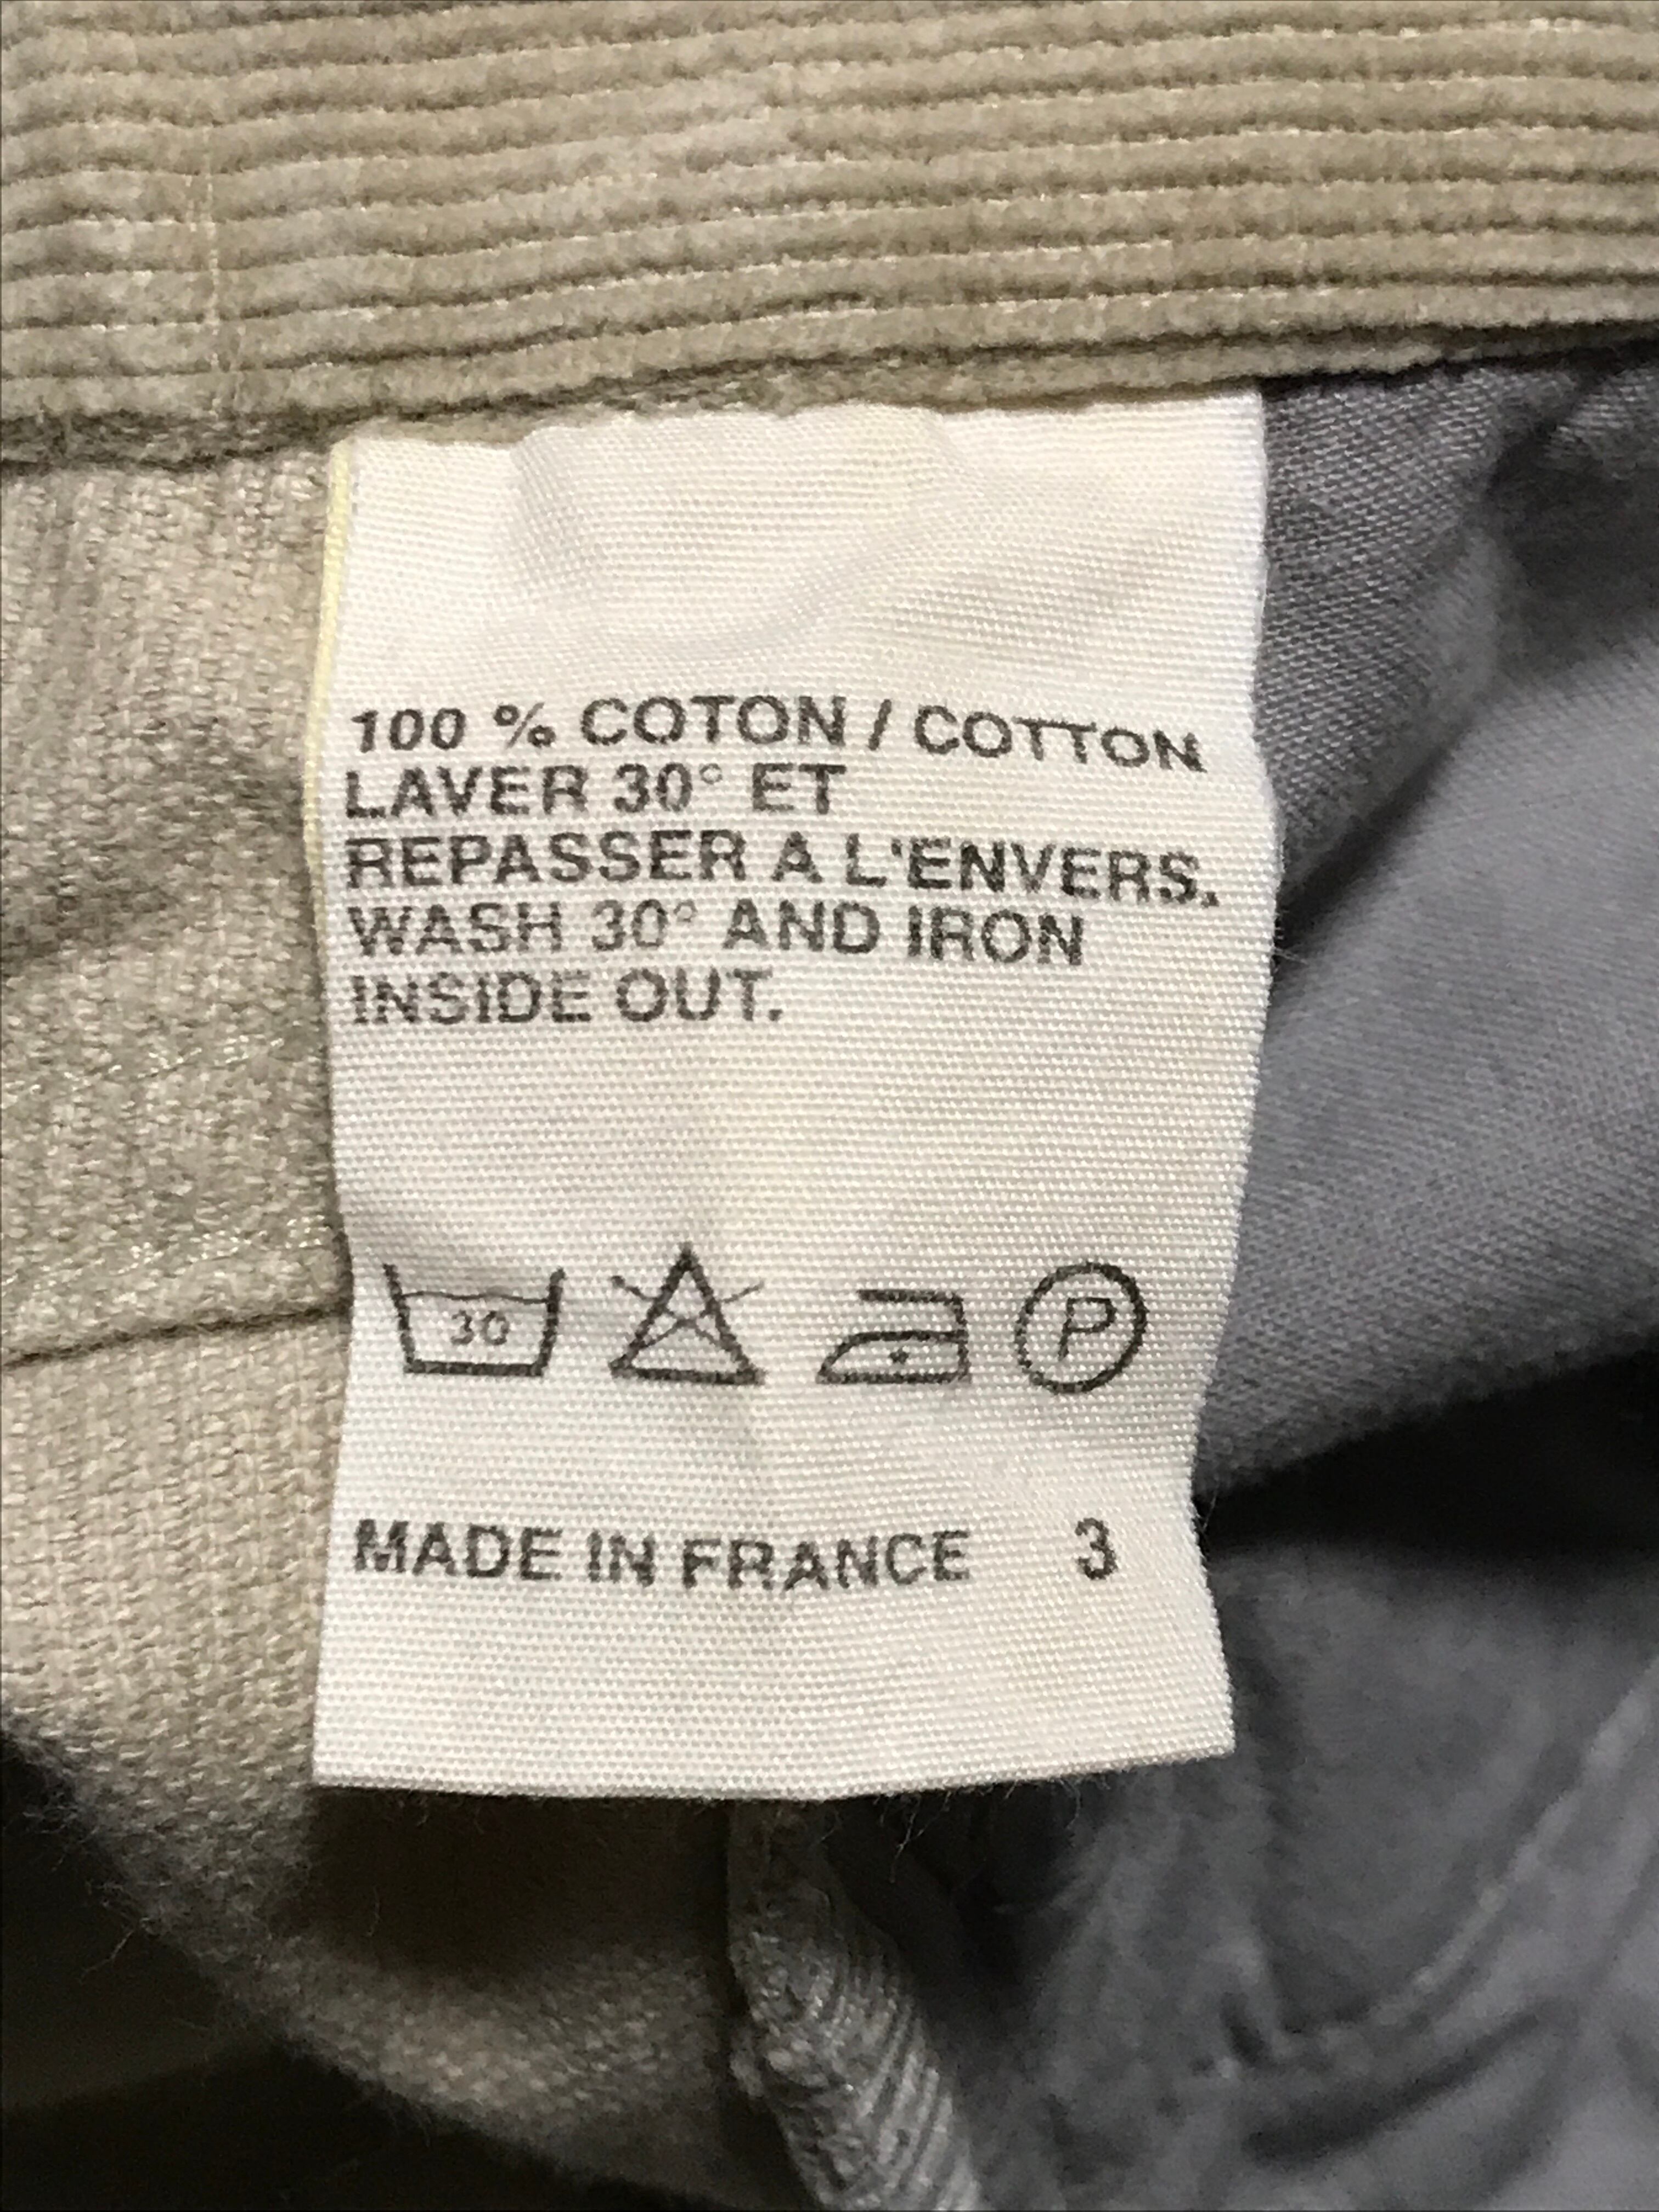 100 % COTON / COTTON
LAVER 30° ET
REPASSER A L'ENVERS.
WASH 30° AND IRON
INSIDE OUT.
30 P
MADE IN FRANCE 3